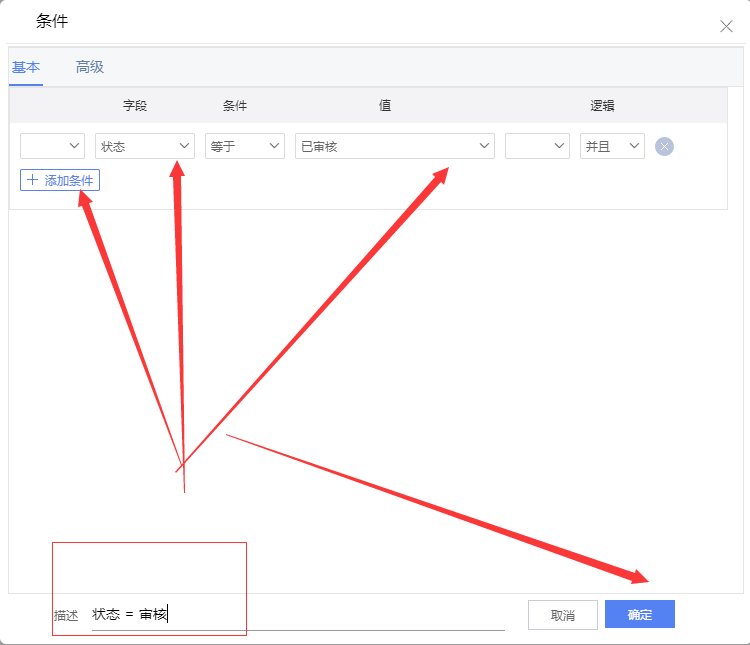 条件
基本 高级
字段 条件 值 逻辑
状态 等于 已审核 并且
添加条件
描述 状态 = 审核
取消 确定